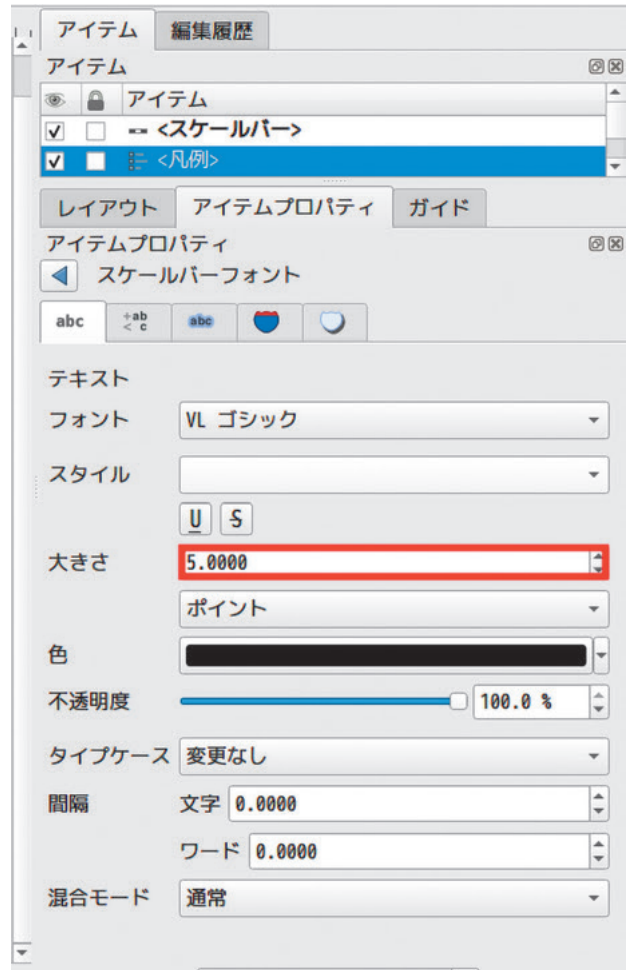 アイテム 編集履歴
アイテム
アイテム
<スケールバー>
<凡例>
レイアウト アイテムプロパティ ガイド
アイテムプロパティ
スケールバーフォント
abc +ab < c abc
テキスト
フォント VL ゴシック
スタイル
U S
大きさ 5.0000
ポイント
色
不透明度 100.0 %
タイプケース 変更なし
間隔 文字 0.0000
ワード 0.0000
混合モード 通常